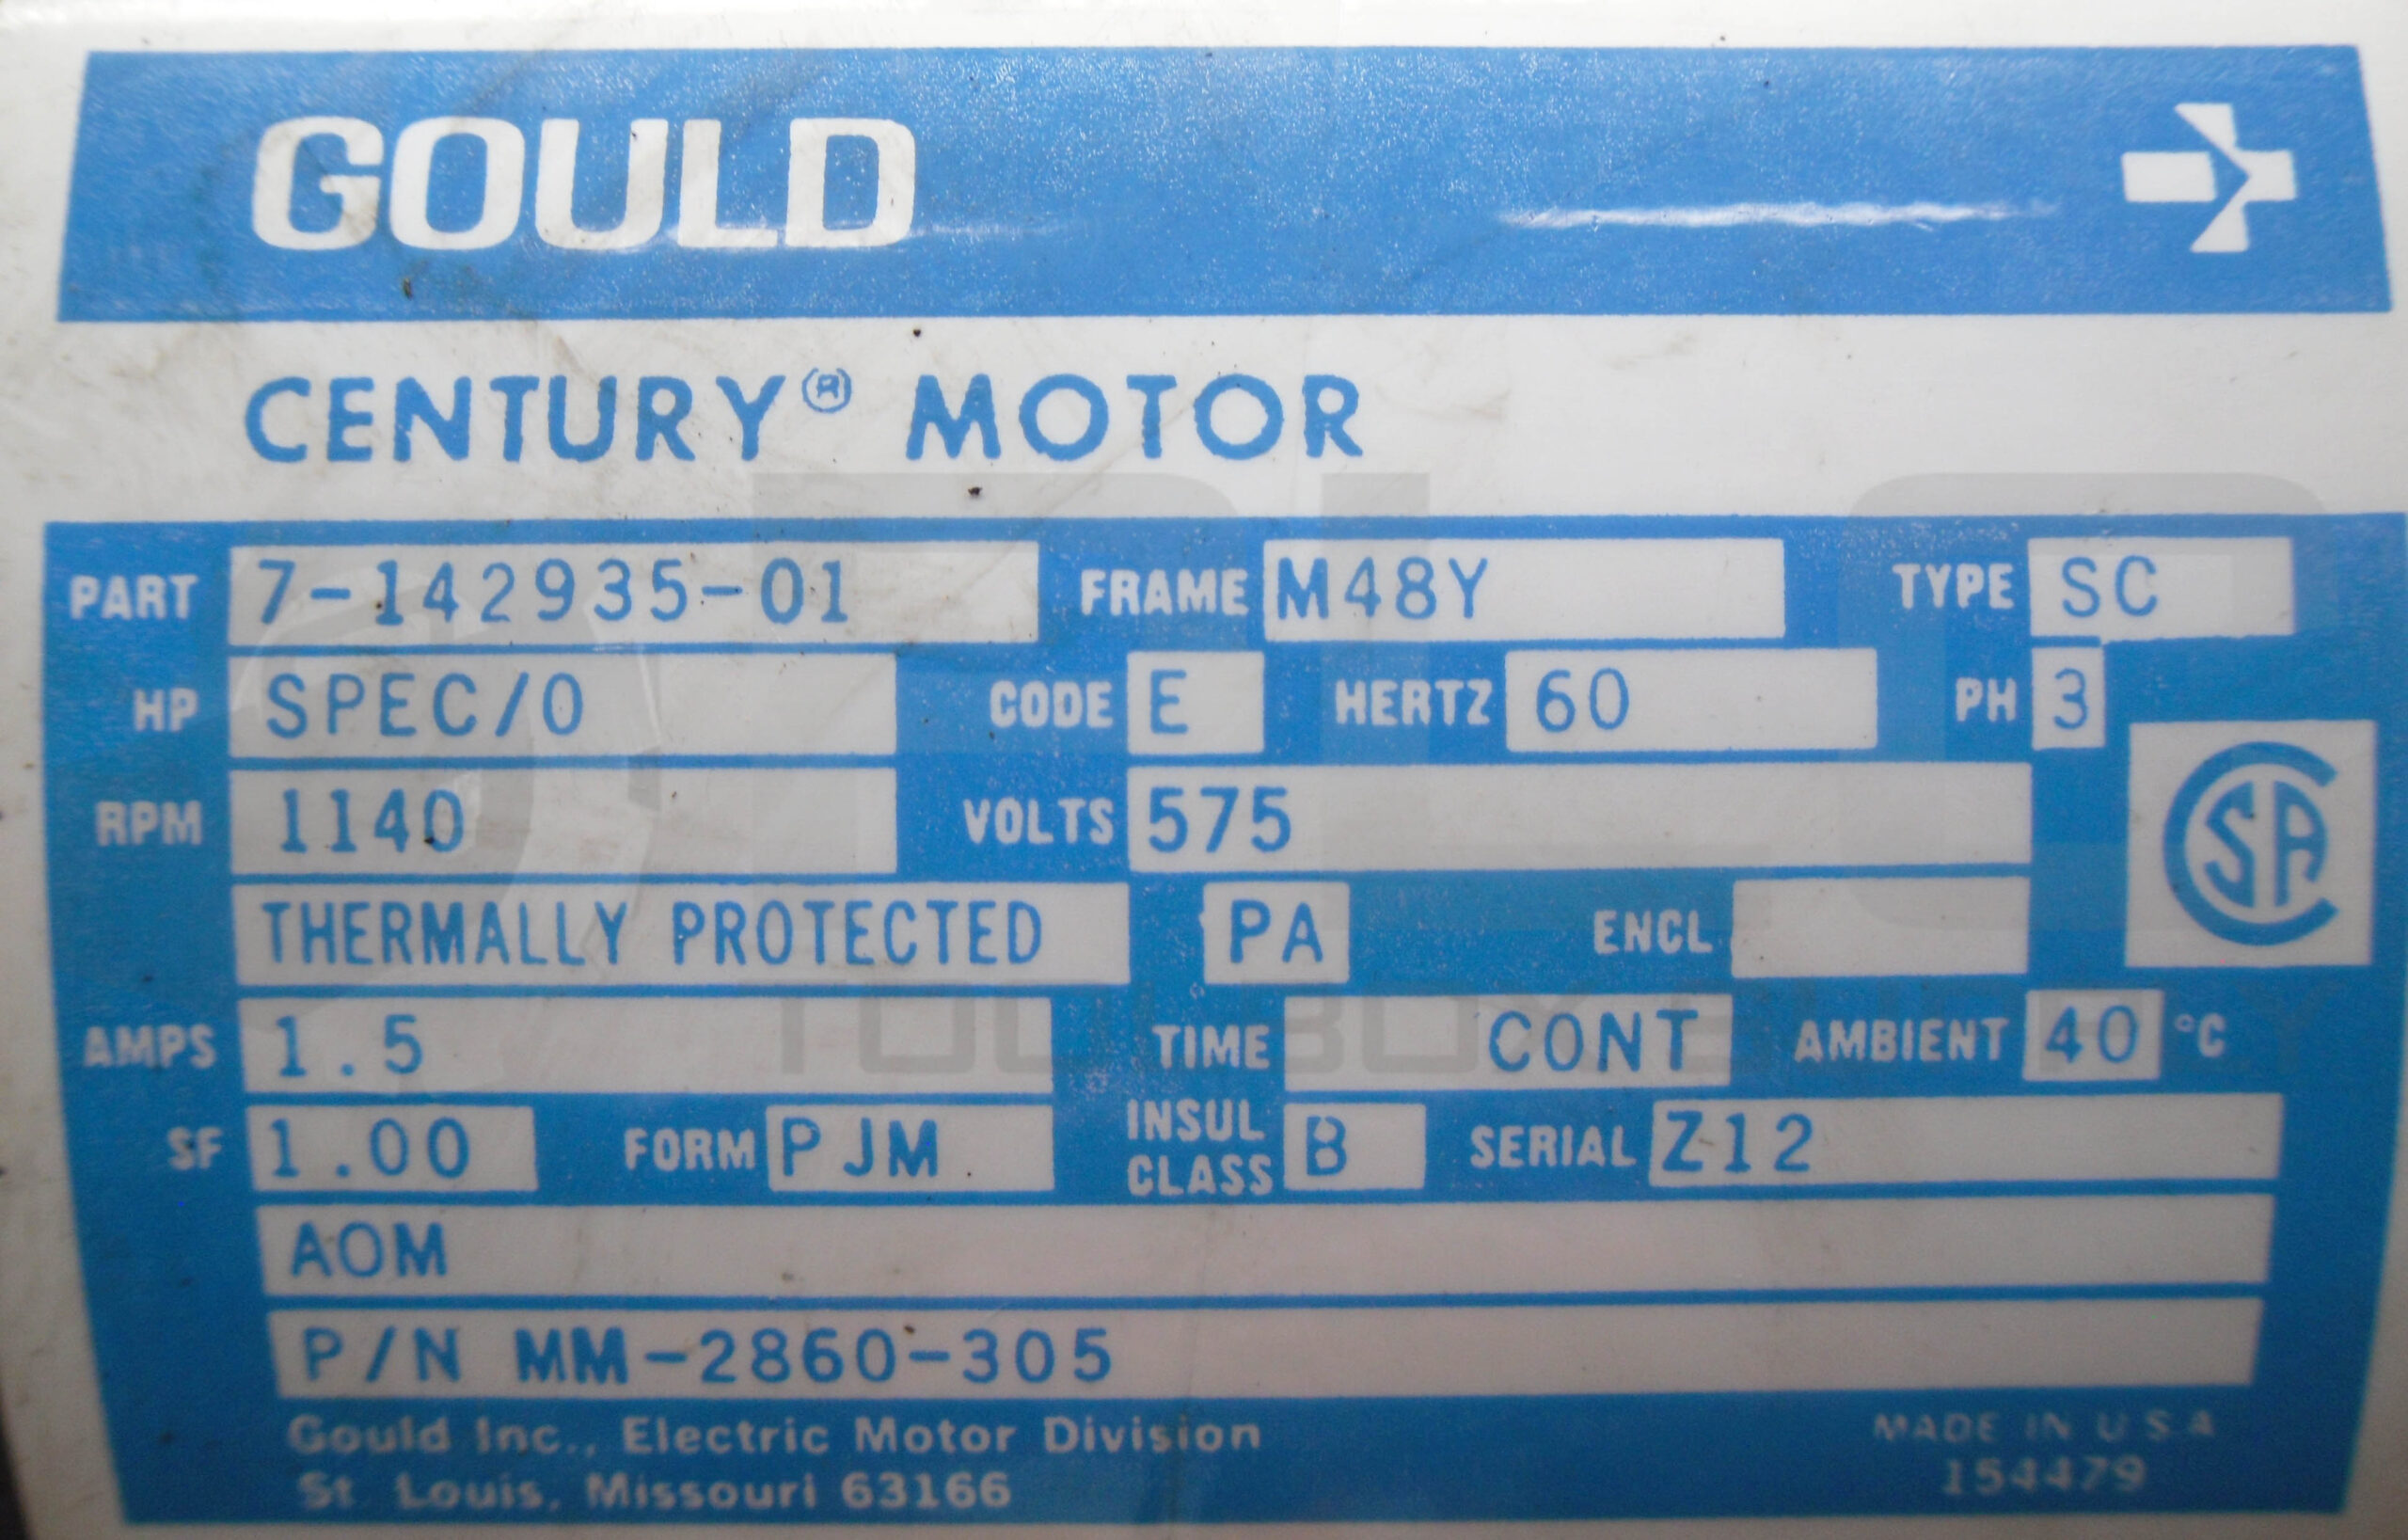 GOULD
CENTURY® MOTOR
PART 7-142935-01 FRAME M48Y TYPE SC
HP SPEC/0 CODE E HERTZ 60 PH 3
RPM 1140 VOLTS 575
CSA
THERMALLY PROTECTED PA ENCL
AMPS 1.5 TIME CONT AMBIENT 40 °C
SF 1.00 FORM PJM INSUL CLASS B SERIAL Z12
AOM
P/N MM-2860-305
Gould Inc., Electric Motor Division
St. Louis, Missouri 63166
MADE IN U S A
154479